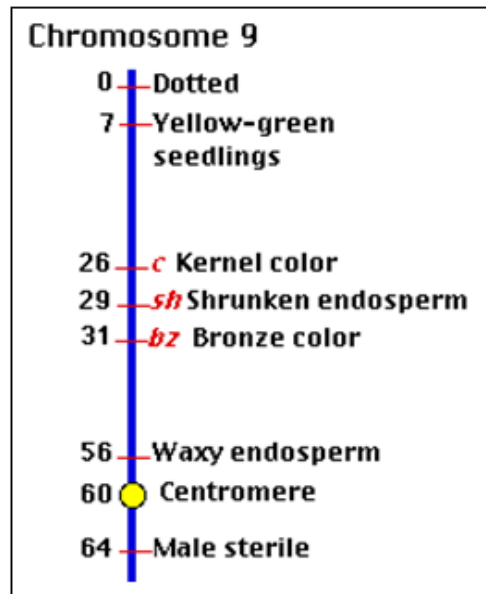 Chromosome 9
0 Dotted
7 Yellow-green
seedlings
26 c Kernel color
29 sh Shrunken endosperm
31 bz Bronze color
56 Waxy endosperm
60 Centromere
64 Male sterile